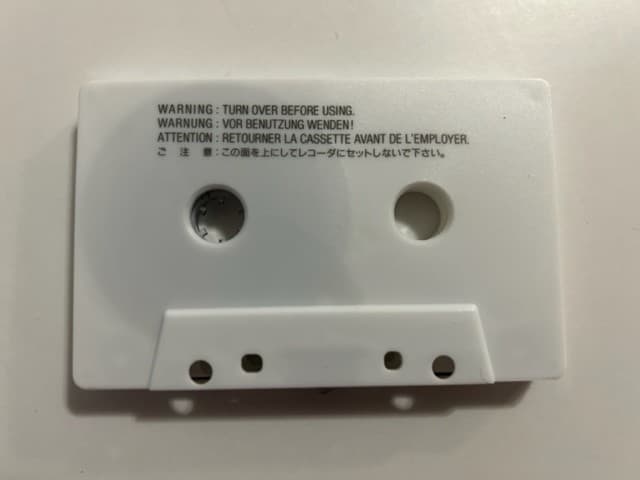 WARNING : TURN OVER BEFORE USING.
WARNUNG : VOR BENUTZUNG WENDEN!
ATTENTION : RETOURNER LA CASSETTE AVANT DE L'EMPLOYER.
ご 注 意 : この面を上にしてレコーダにセットしないで下さい。